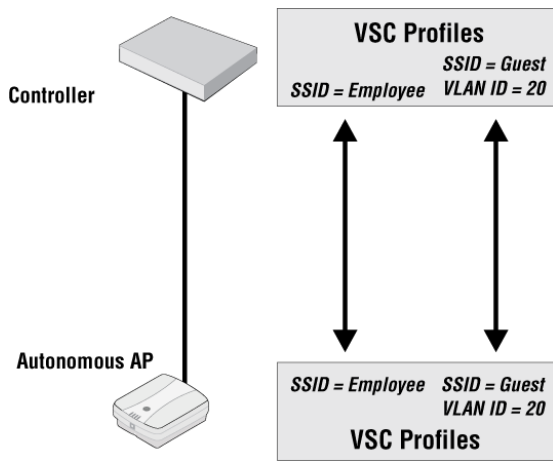 VSC Profiles
SSID = Guest
SSID = Employee VLAN ID = 20
Controller
Autonomous AP
SSID = Employee SSID = Guest
VLAN ID = 20
VSC Profiles